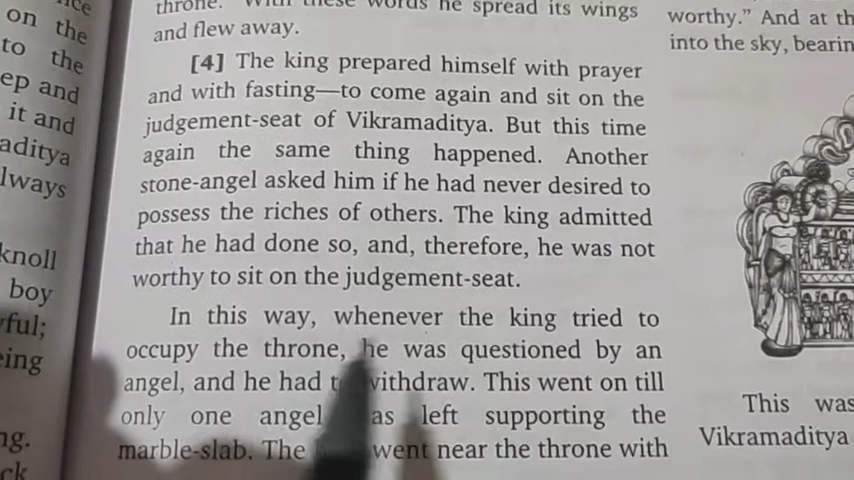 on the
to the
ep and
it and
aditya
lways
knoll
boy
ful;
eing
ng.
ck
throne. With these words he spread its wings
and flew away.
[4] The king prepared himself with prayer
and with fasting—to come again and sit on the
judgement-seat of Vikramaditya. But this time
again the same thing happened. Another
stone-angel asked him if he had never desired to
possess the riches of others. The king admitted
that he had done so, and, therefore, he was not
worthy to sit on the judgement-seat.
In this way, whenever the king tried to
occupy the throne, he was questioned by an
angel, and he had withdraw. This went on till
only one angel as left supporting the
marble-slab. The went near the throne with
worthy.” And at th
into the sky, bearin
This was
Vikramaditya